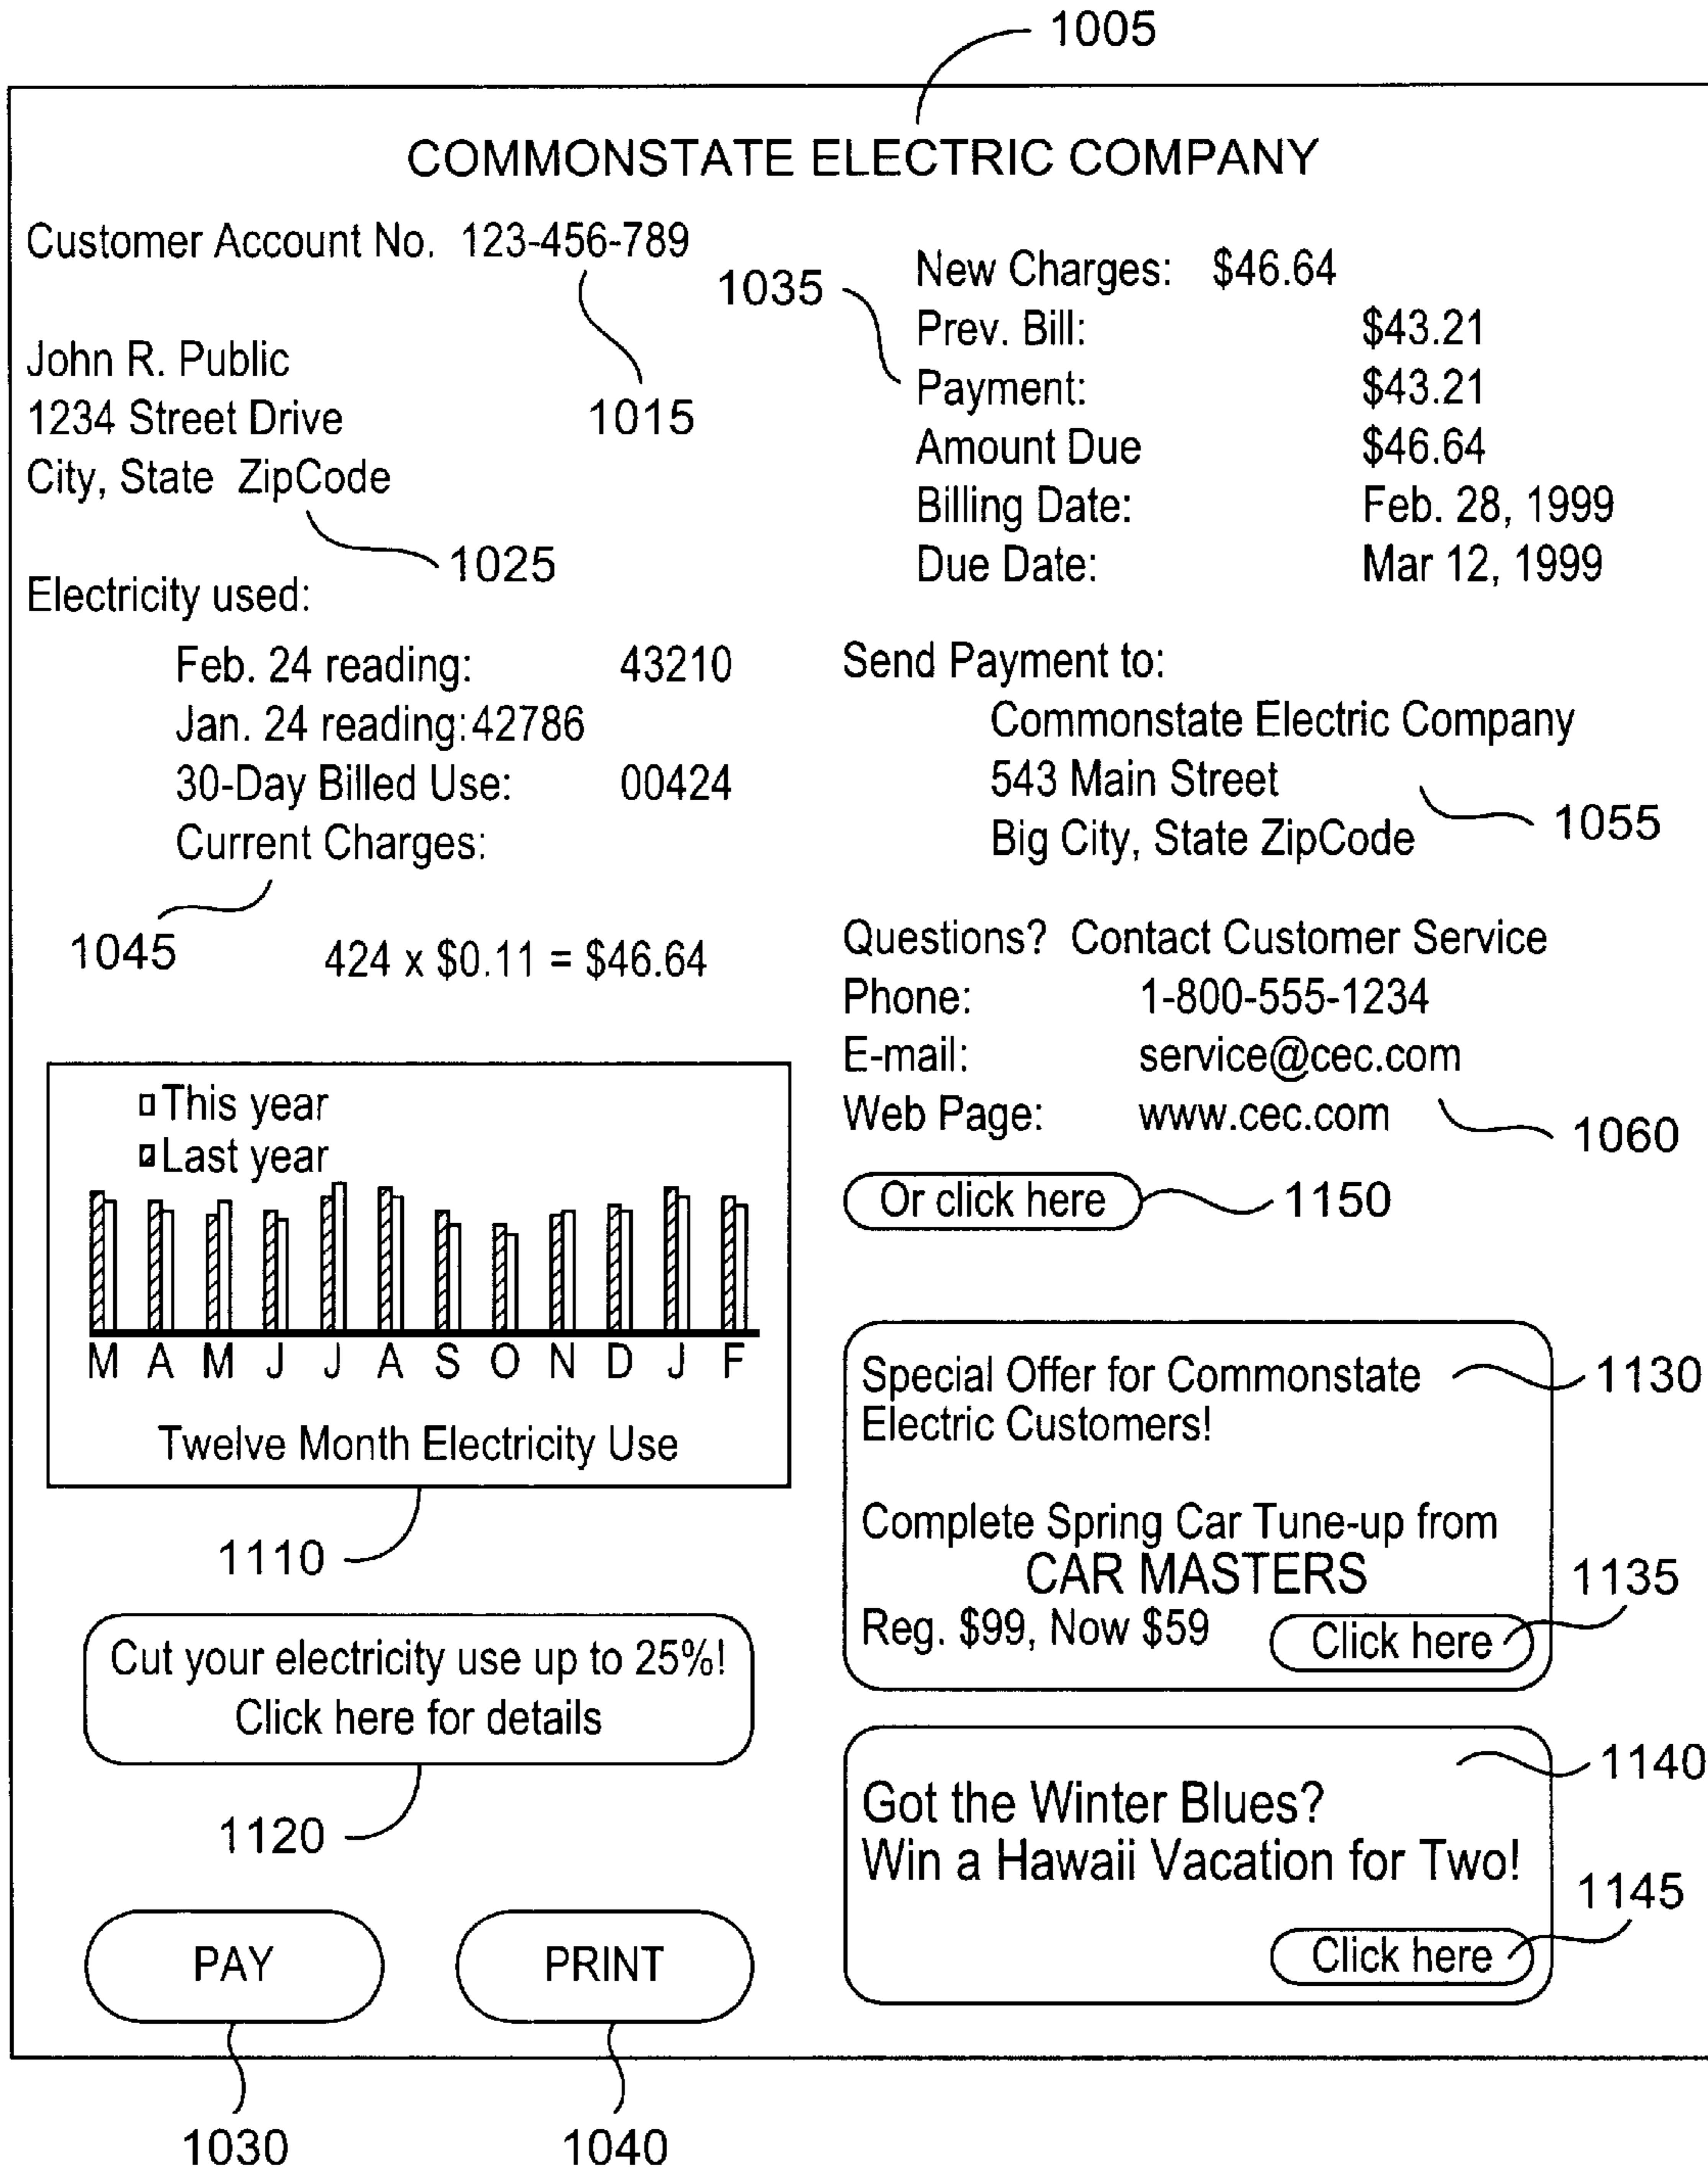 1005
COMMONSTATE ELECTRIC COMPANY
Customer Account No. 123-456-789
1015
John R. Public
1234 Street Drive
City, State ZipCode
1025
1035
New Charges: $46.64
Prev. Bill: $43.21
Payment: $43.21
Amount Due $46.64
Billing Date: Feb. 28, 1999
Due Date: Mar 12, 1999
Electricity used:
Feb. 24 reading: 43210
Jan. 24 reading: 42786
30-Day Billed Use: 00424
Current Charges:
1045
424 x $0.11 = $46.64
Send Payment to:
Commonstate Electric Company
543 Main Street
Big City, State ZipCode
1055
Questions? Contact Customer Service
Phone: 1-800-555-1234
E-mail: service@cec.com
Web Page: www.cec.com
1060
Or click here
1150
This year
Last year
M A M J J A S O N D J F
Twelve Month Electricity Use
1110
Cut your electricity use up to 25%!
Click here for details
1120
Special Offer for Commonstate
Electric Customers!
1130
Complete Spring Car Tune-up from
CAR MASTERS
Reg. $99, Now $59
Click here
1135
Got the Winter Blues?
Win a Hawaii Vacation for Two!
1140
Click here
1145
PAY
PRINT
1030
1040